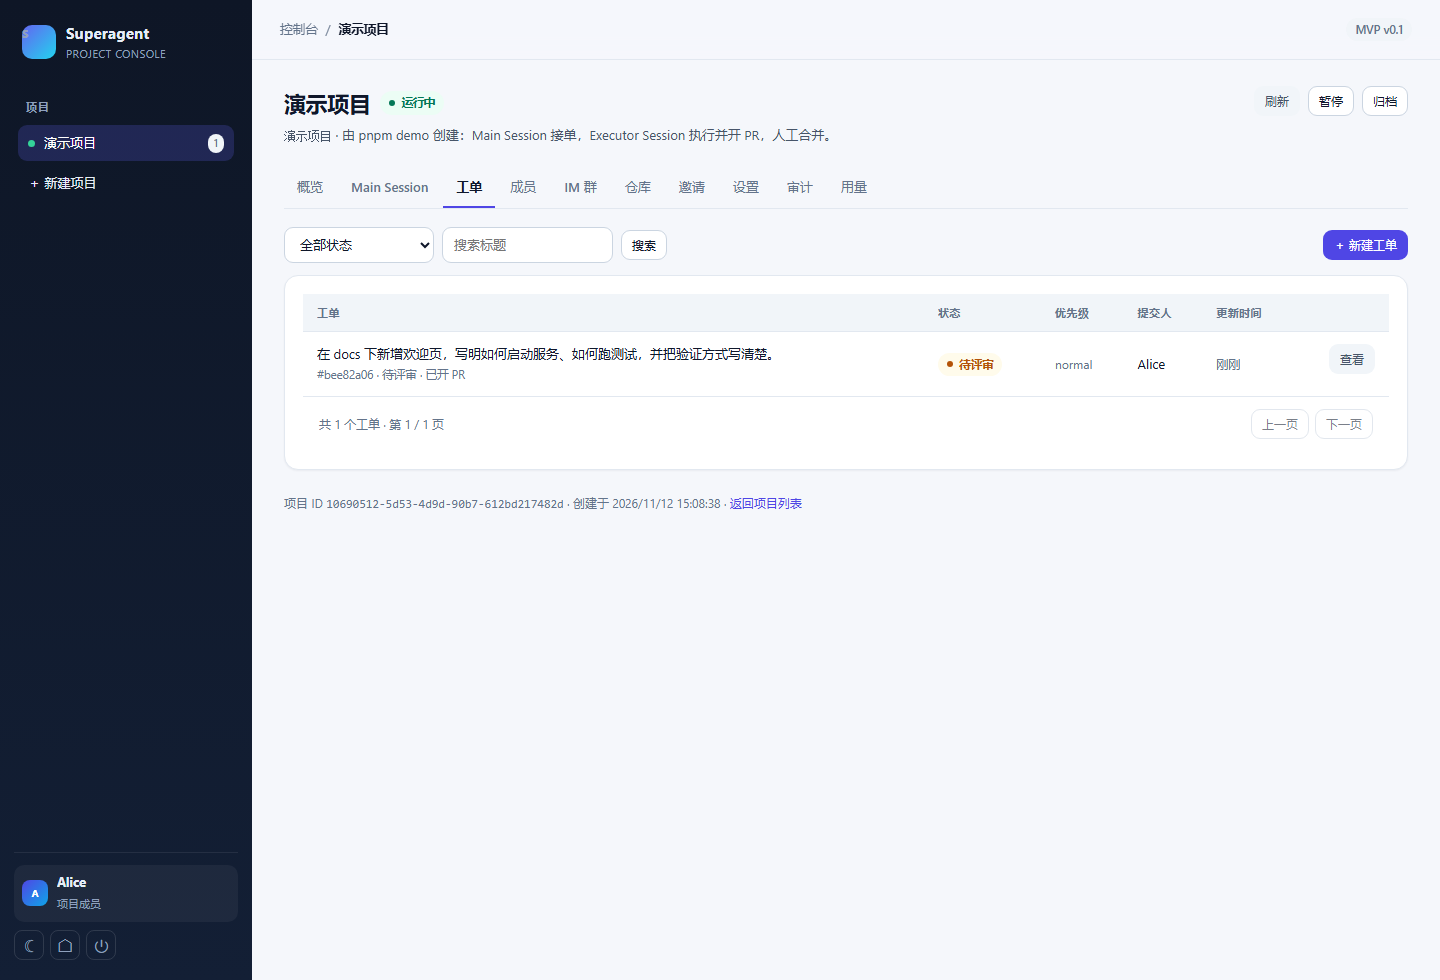 S
Superagent
PROJECT CONSOLE
项目
演示项目 1
+ 新建项目
Alice
项目成员
A
控制台 / 演示项目
MVP v0.1
演示项目 运行中
刷新 暂停 归档
演示项目 · 由 pnpm demo 创建：Main Session 接单，Executor Session 执行并开 PR，人工合并。
概览 Main Session 工单 成员 IM 群 仓库 邀请 设置 审计 用量
全部状态 搜索标题 搜索 + 新建工单
工单 状态 优先级 提交人 更新时间
在 docs 下新增欢迎页，写明如何启动服务、如何跑测试，并把验证方式写清楚。
#bee82a06 · 待评审 · 已开 PR
待评审 normal Alice 刚刚 查看
共 1 个工单 · 第 1 / 1 页 上一页 下一页
项目 ID 10690512-5d53-4d9d-90b7-612bd217482d · 创建于 2026/11/12 15:08:38 · 返回项目列表